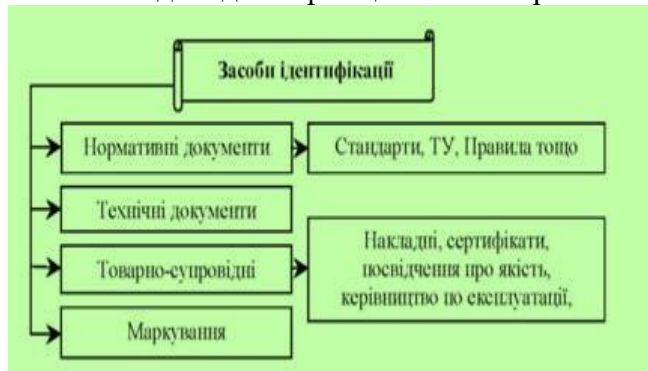 Засоби ідентифікації
Нормативні документи
Стандарти, ТУ, Правила тощо
Технічні документи
Товарно-супровідні
Накладні, сертифікати,
посвідчення про якість,
керівництво по експлуатації,
Маркування